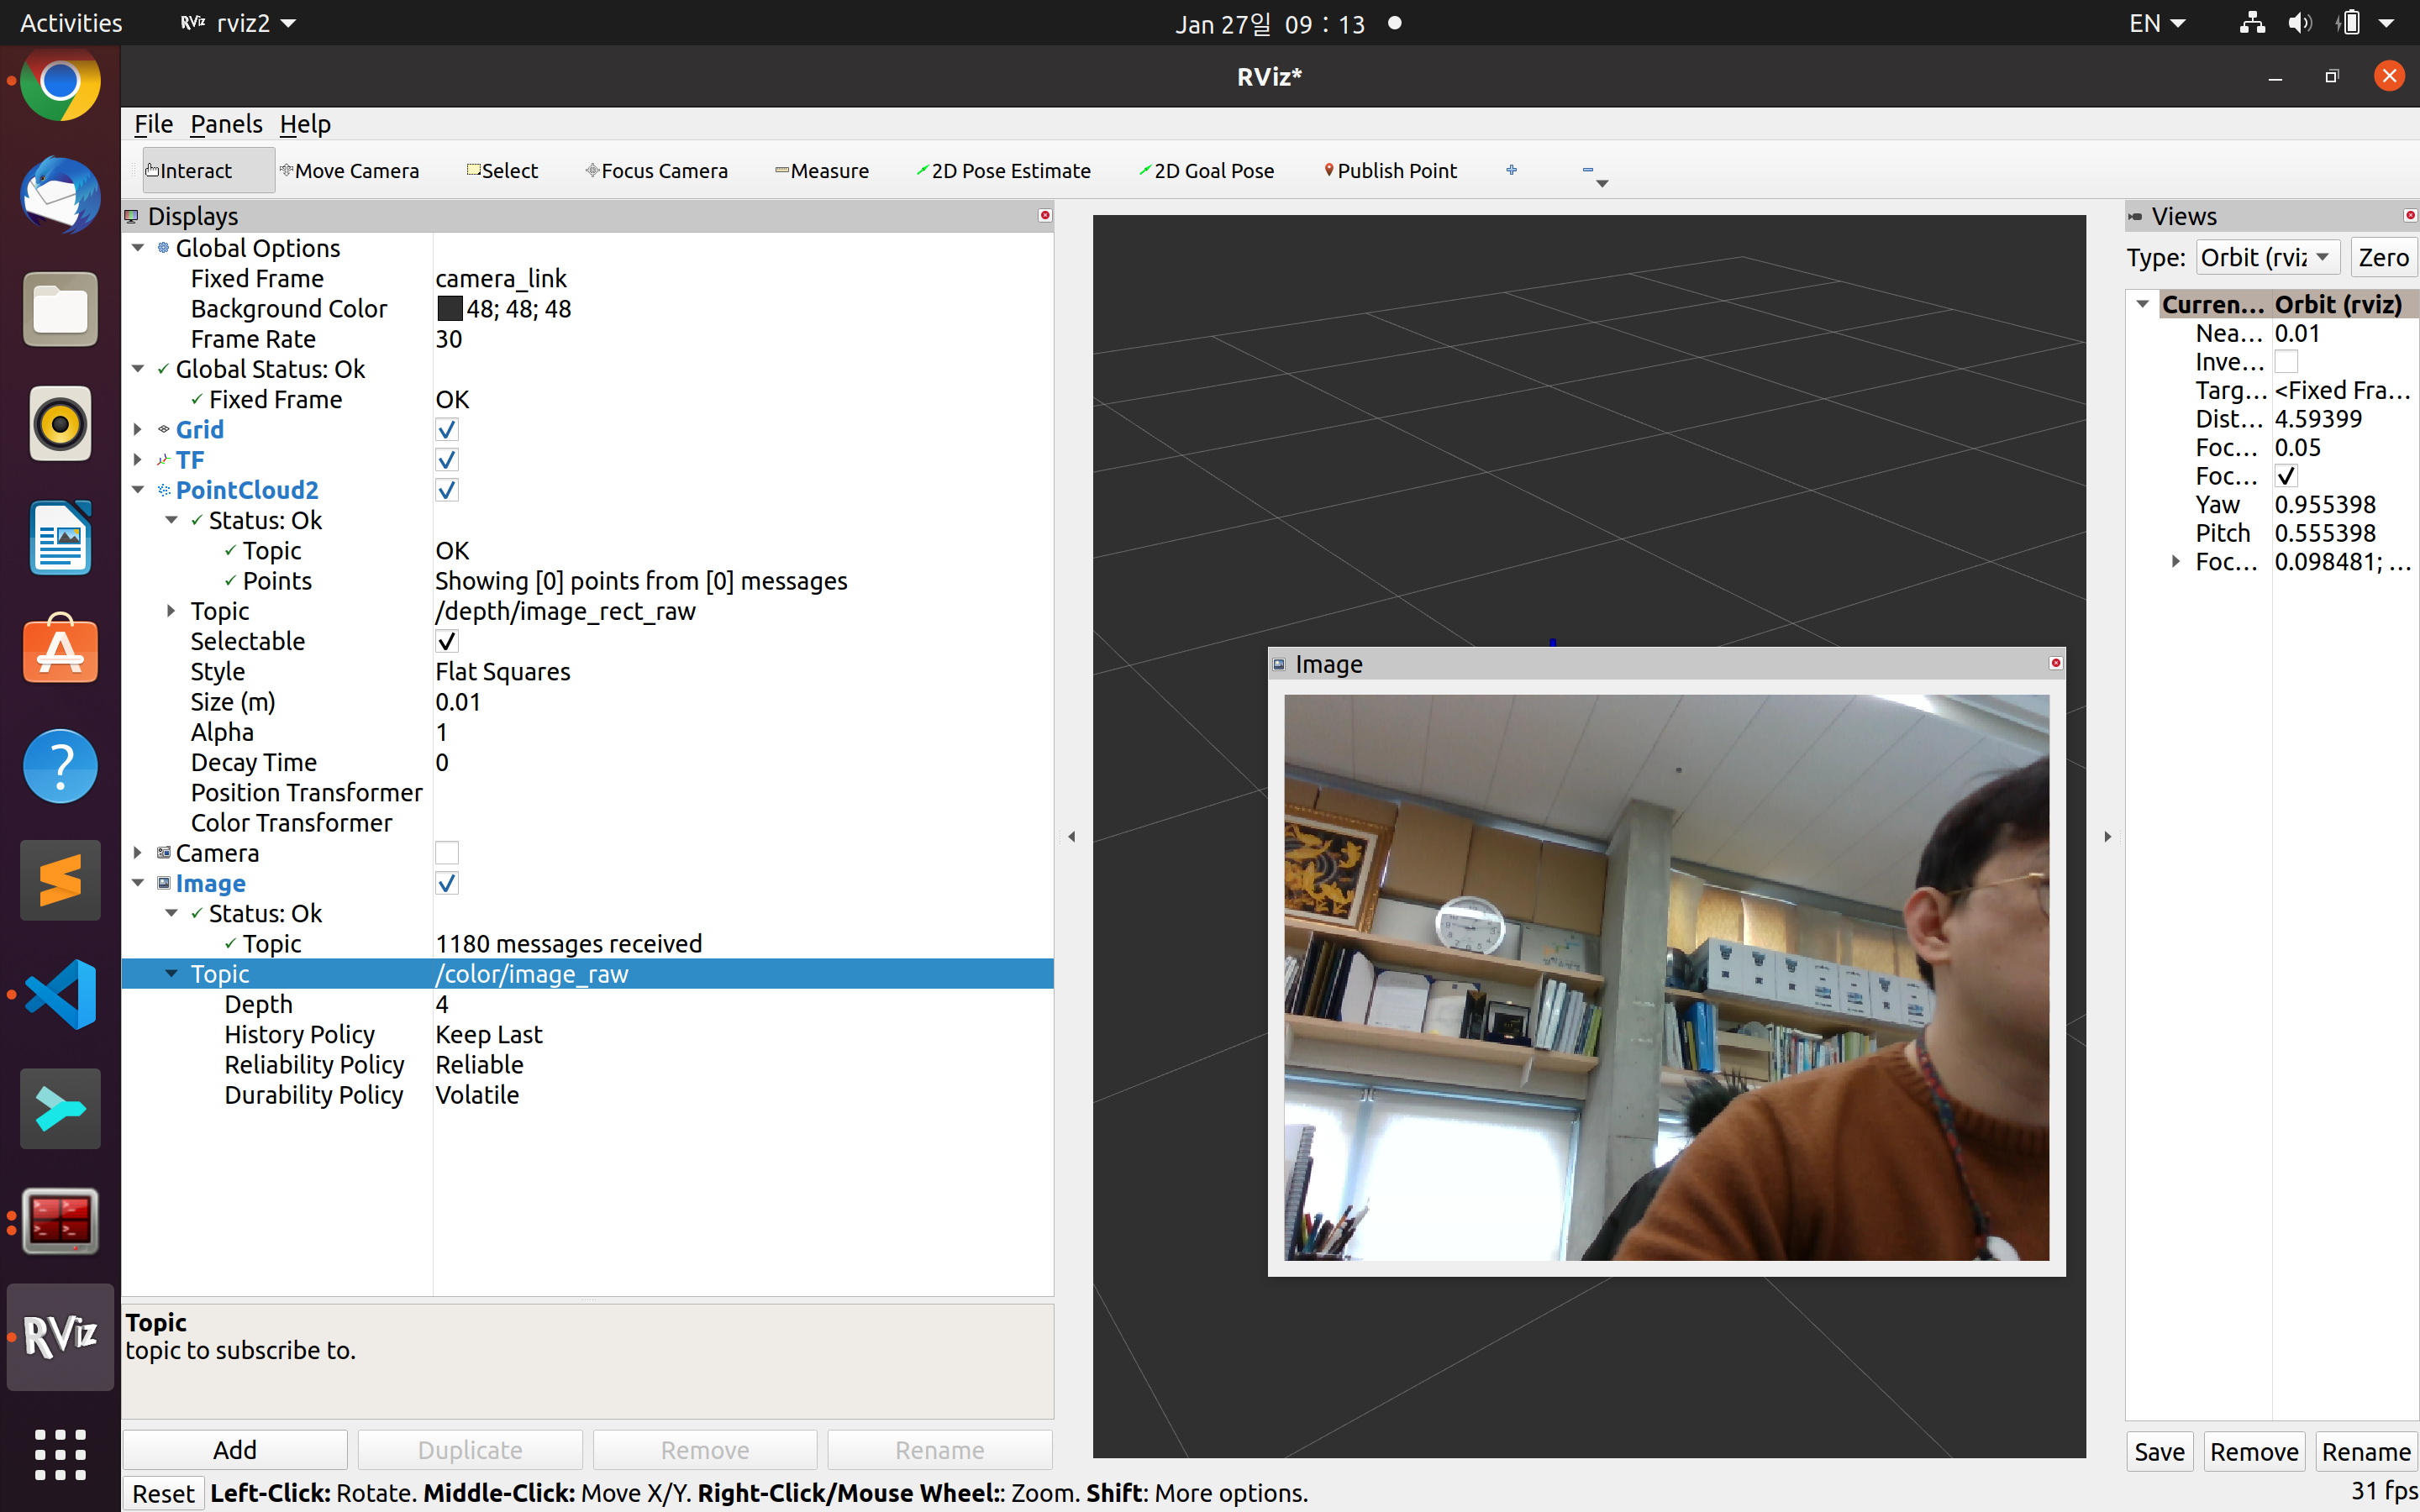 Activities
RViz rviz2
Jan 27일 09 : 13
EN
RViz*
File Panels Help
Interact Move Camera Select Focus Camera Measure 2D Pose Estimate 2D Goal Pose Publish Point
Displays
Global Options
Fixed Frame camera_link
Background Color 48; 48; 48
Frame Rate 30
Global Status: Ok
Fixed Frame OK
Grid
TF
PointCloud2
Status: Ok
Topic OK
Points Showing [0] points from [0] messages
Topic /depth/image_rect_raw
Selectable
Style Flat Squares
Size (m) 0.01
Alpha 1
Decay Time 0
Position Transformer
Color Transformer
Camera
Image
Status: Ok
Topic 1180 messages received
Topic /color/image_raw
Depth 4
History Policy Keep Last
Reliability Policy Reliable
Durability Policy Volatile
Topic
topic to subscribe to.
Add Duplicate Remove Rename
Reset Left-Click: Rotate. Middle-Click: Move X/Y. Right-Click/Mouse Wheel:: Zoom. Shift: More options.
Image
Views
Type: Orbit (rviz Zero
Curren... Orbit (rviz)
Nea... 0.01
Inve...
Targ... <Fixed Fra...
Dist... 4.59399
Foc... 0.05
Foc...
Yaw 0.955398
Pitch 0.555398
Foc... 0.098481; ...
Save Remove Rename
31 fps
RViz